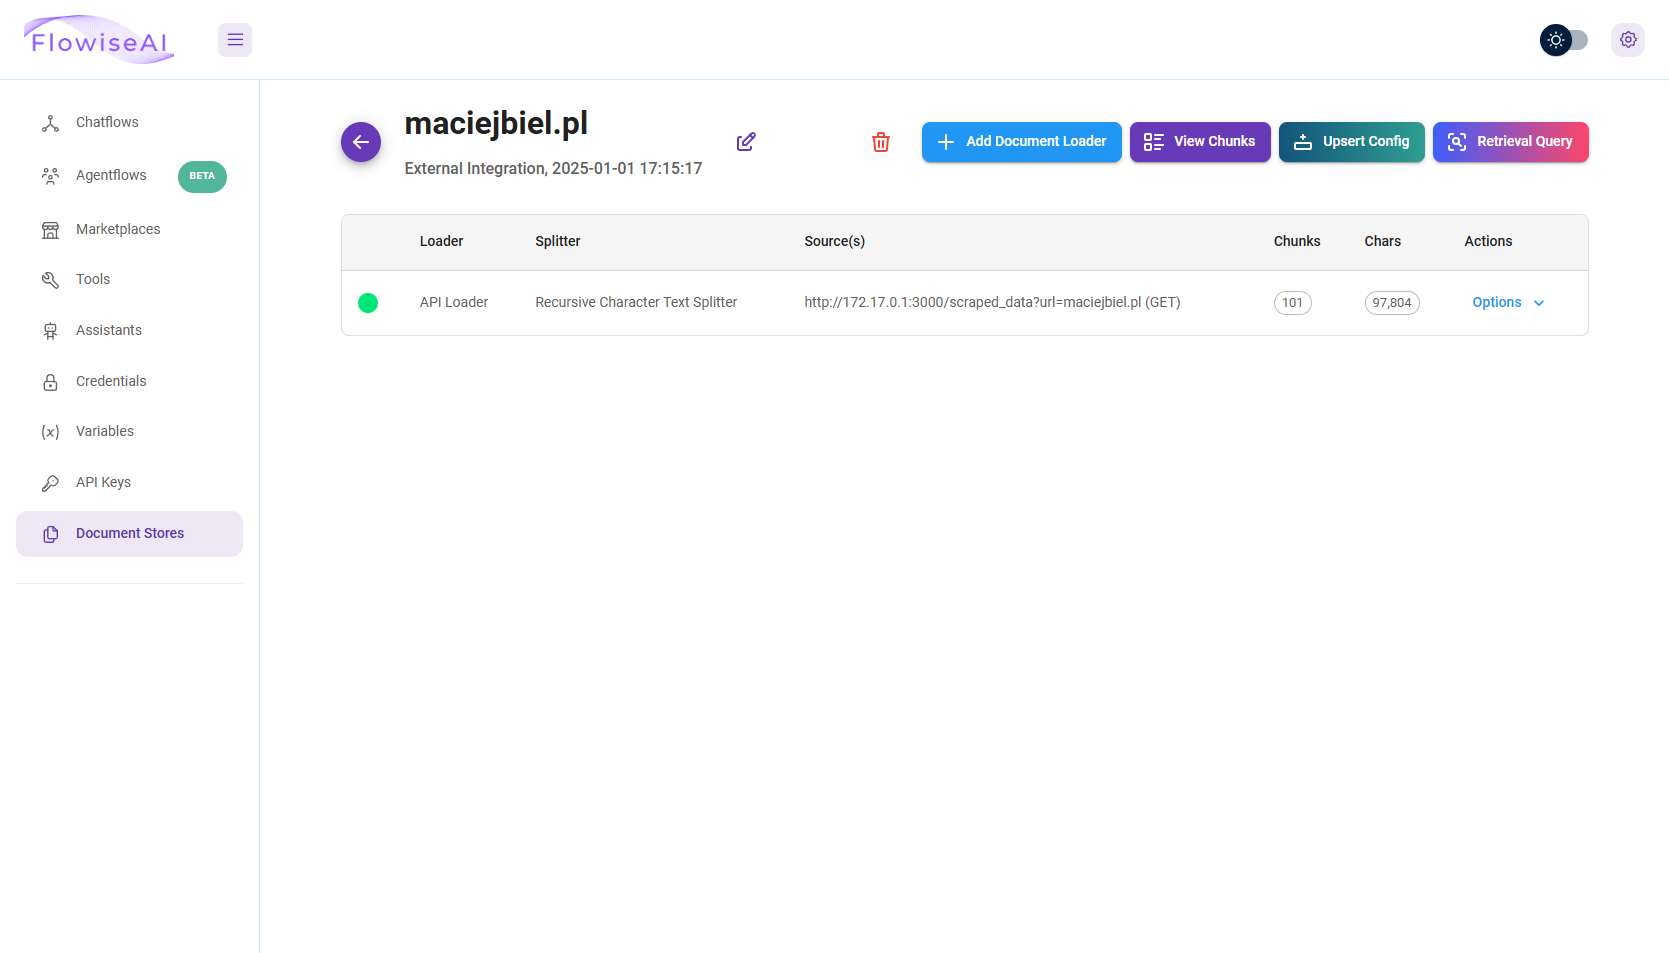 FlowiseAI
Chatflows
Agentflows
BETA
Marketplaces
Tools
Assistants
Credentials
Variables
API Keys
Document Stores
maciejbiel.pl
External Integration, 2025-01-01 17:15:17
Add Document Loader
View Chunks
Upsert Config
Retrieval Query
Loader Splitter Source(s) Chunks Chars Actions
API Loader Recursive Character Text Splitter http://172.17.0.1:3000/scraped_data?url=maciejbiel.pl (GET) 101 97,804 Options